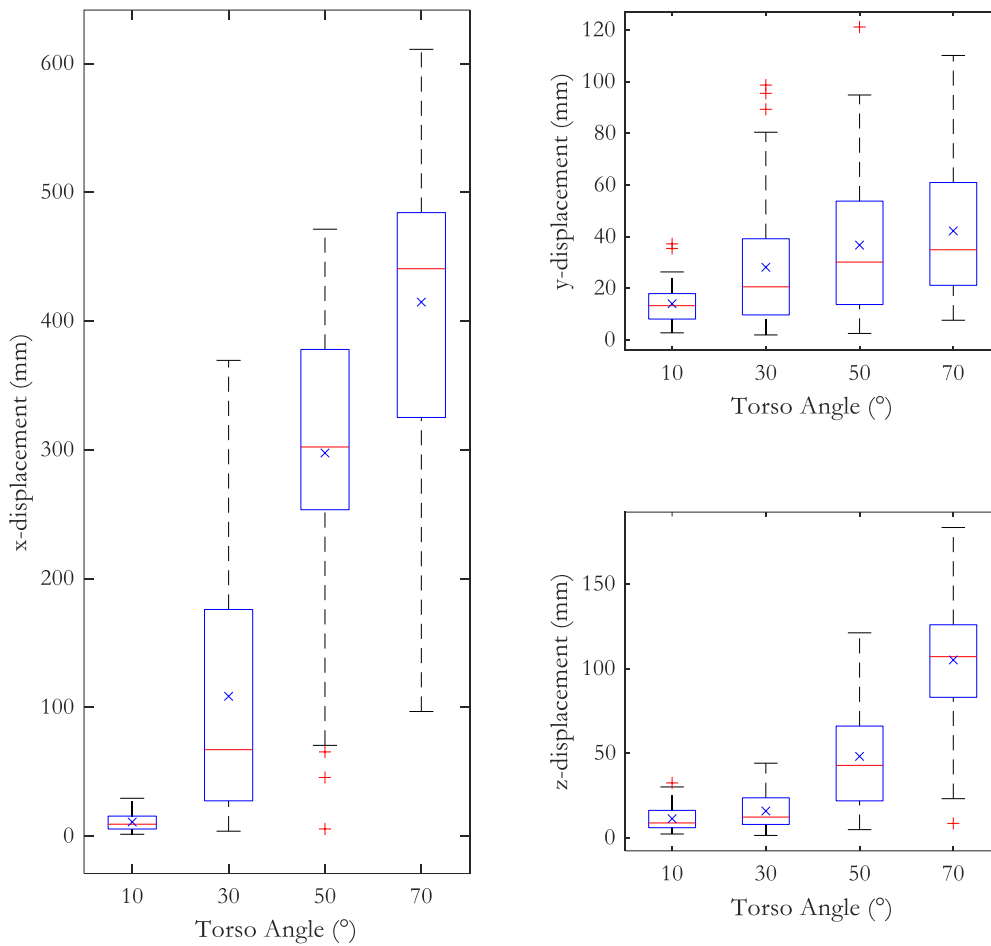 x-displacement (mm)
600
500
400
300
200
100
0
10 30 50 70
Torso Angle (°)
y-displacement (mm)
120
100
80
60
40
20
0
10 30 50 70
Torso Angle (°)
z-displacement (mm)
150
100
50
0
10 30 50 70
Torso Angle (°)